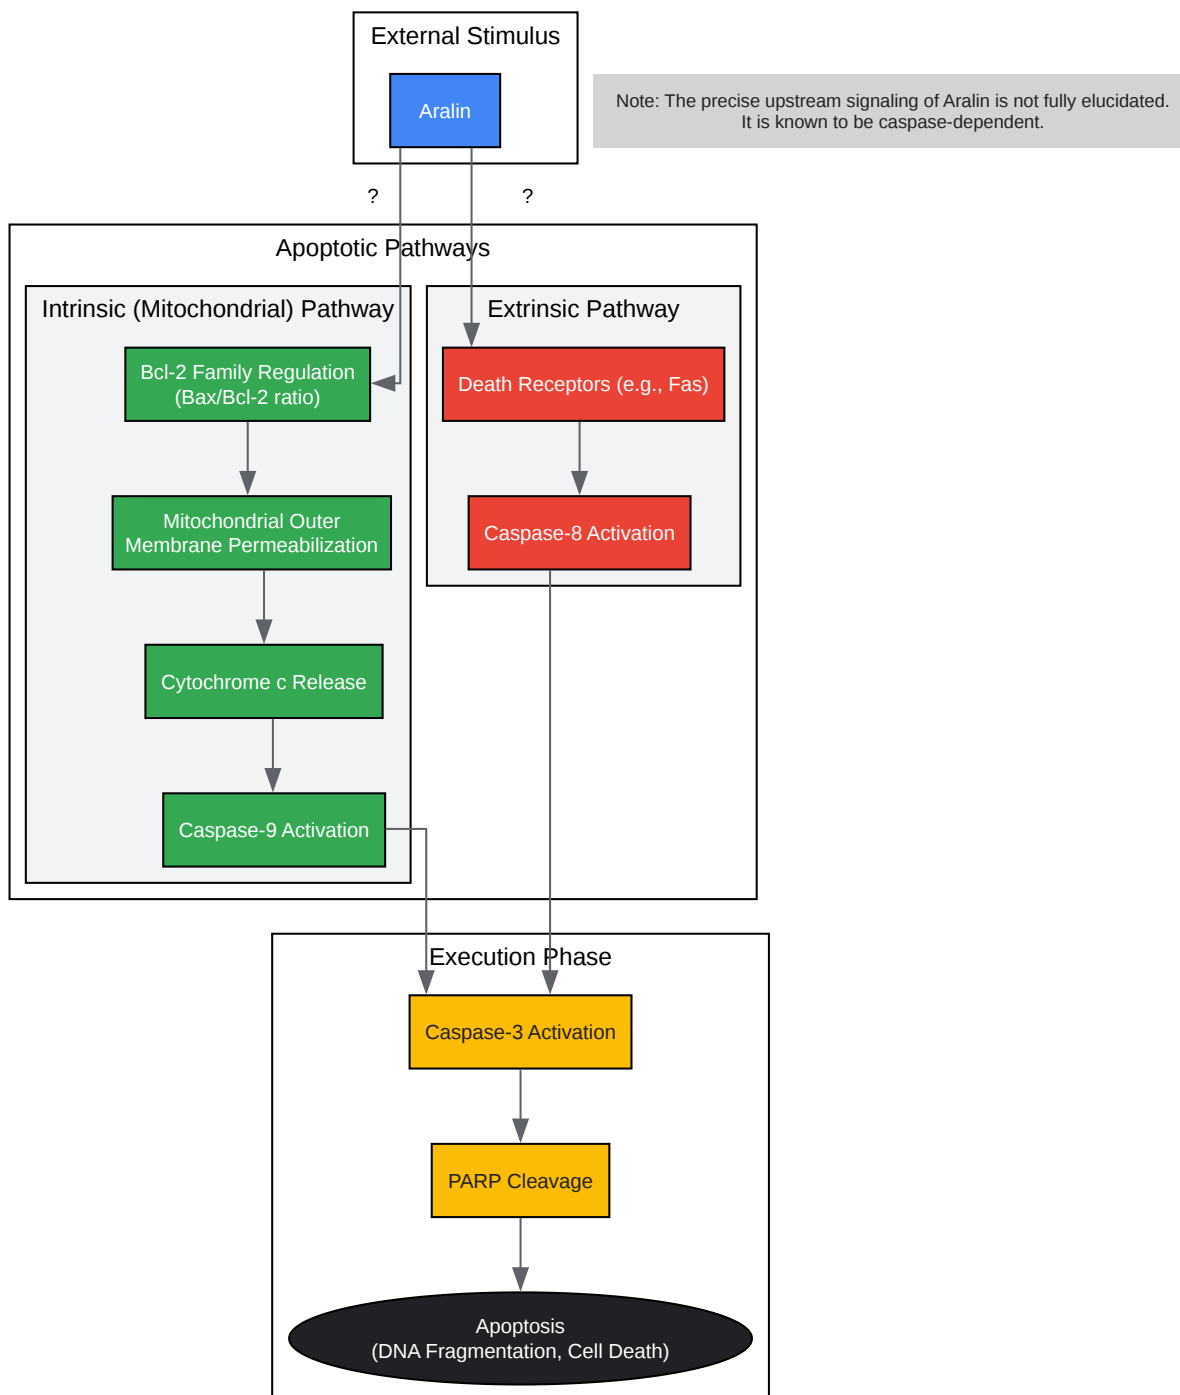 External Stimulus
Aralin
Note: The precise upstream signaling of Aralin is not fully elucidated.
It is known to be caspase-dependent.
?
?
Apoptotic Pathways
Intrinsic (Mitochondrial) Pathway
Extrinsic Pathway
Bcl-2 Family Regulation
(Bax/Bcl-2 ratio)
Death Receptors (e.g., Fas)
Mitochondrial Outer
Membrane Permeabilization
Caspase-8 Activation
Cytochrome c Release
Caspase-9 Activation
Execution Phase
Caspase-3 Activation
PARP Cleavage
Apoptosis
(DNA Fragmentation, Cell Death)